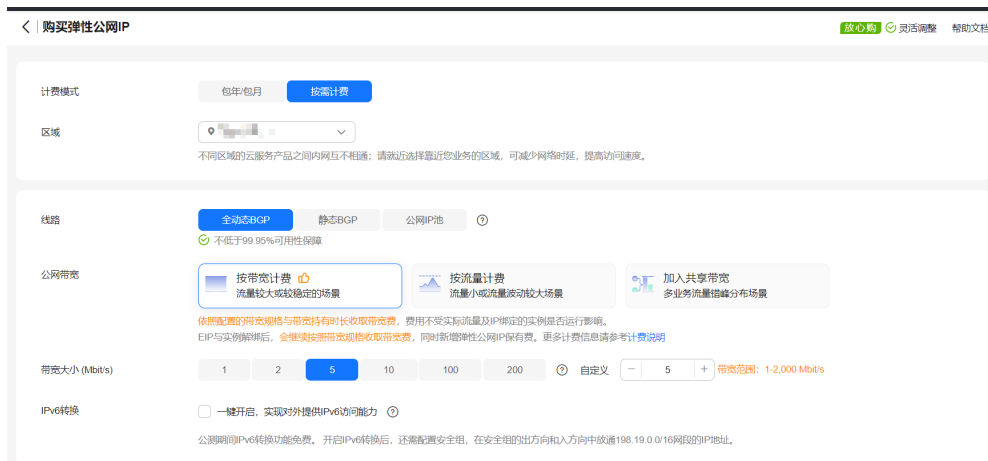 购买弹性公网IP
放心购 灵活调整 帮助文档
计费模式 包年/包月 按需计费
区域
不同区域的云服务产品之间内网互不相通；请就近选择靠近您业务的区域，可减少网络时延，提高访问速度。
线路 全动态BGP 静态BGP 公网IP池
不低于99.95%可用性保障
公网带宽 按带宽计费 按流量计费 加入共享带宽
流量较大或较稳定的场景 流量小或流量波动较大场景 多业务流量错峰分布场景
依照配置的带宽规格与带宽持有时长收取带宽费，费用不受实际流量及IP绑定的实例是否运行影响。
EIP与实例解绑后，会继续按照带宽规格收取带宽费，同时新增弹性公网IP保有费。更多计费信息请参考计费说明
带宽大小 (Mbit/s) 1 2 5 10 100 200 自定义 − 5 + 带宽范围：1-2,000 Mbit/s
IPv6转换 一键开启，实现对外提供IPv6访问能力
公测期间IPv6转换功能免费。 开启IPv6转换后，还需配置安全组，在安全组的出方向和入方向中放通198.19.0.0/16网段的IP地址。